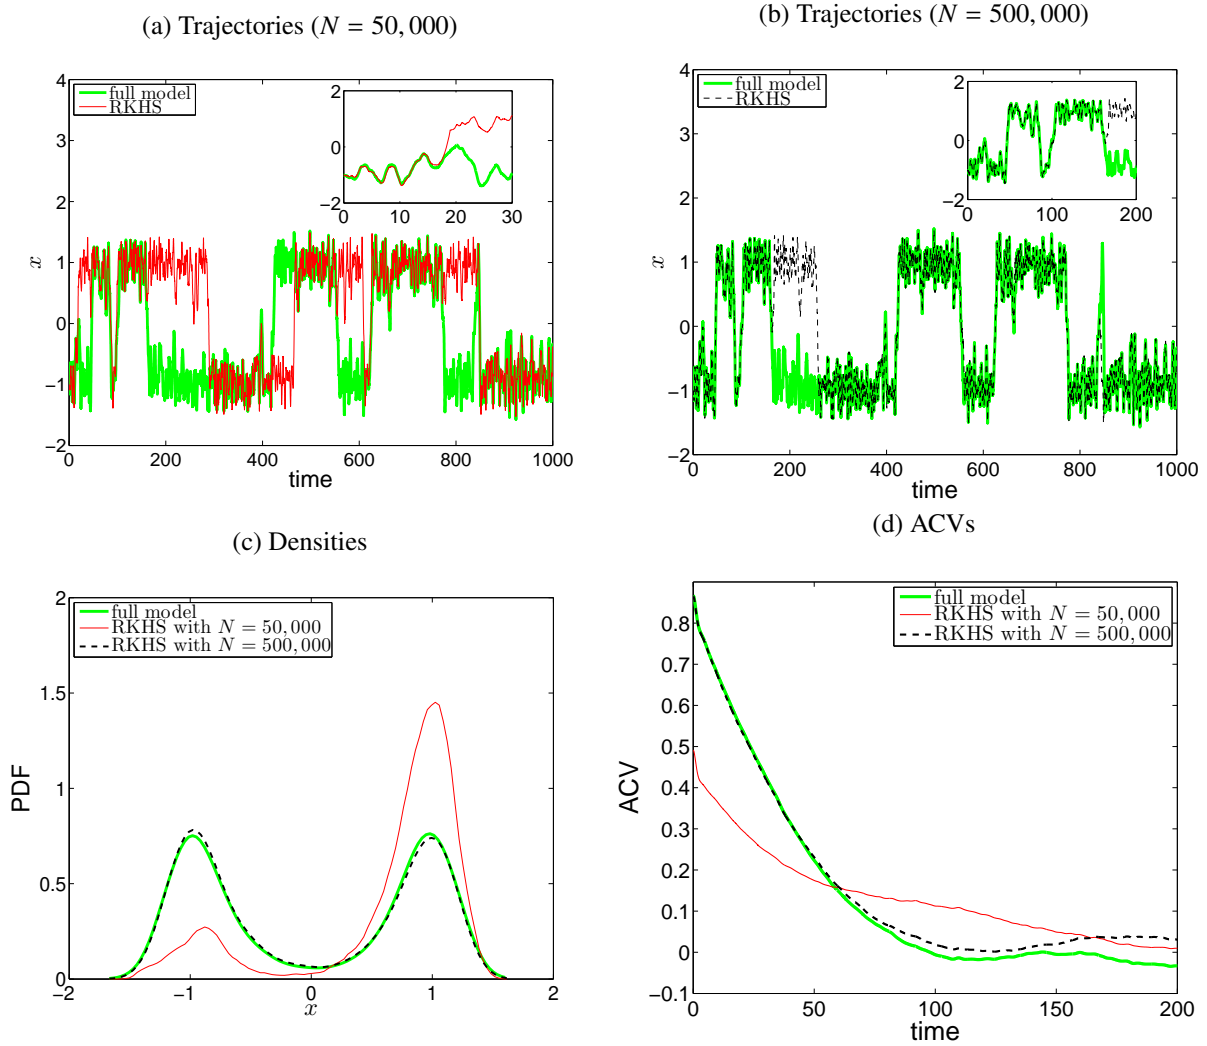 (a) Trajectories (N = 50, 000)
4
3
2
1
0
−1
−2
x
full model
RKHS
2
0
−2
0 10 20 30
0 200 400 600 800 1000
time
(b) Trajectories (N = 500, 000)
4
3
2
1
0
−1
−2
x
full model
RKHS
2
0
−2
0 100 200
0 200 400 600 800 1000
time
(c) Densities
2
1.5
1
0.5
0
PDF
full model
RKHS with N = 50, 000
RKHS with N = 500, 000
−2 −1 0 1 2
x
(d) ACVs
0.8
0.7
0.6
0.5
0.4
0.3
0.2
0.1
0
−0.1
ACV
full model
RKHS with N = 50, 000
RKHS with N = 500, 000
0 50 100 150 200
time